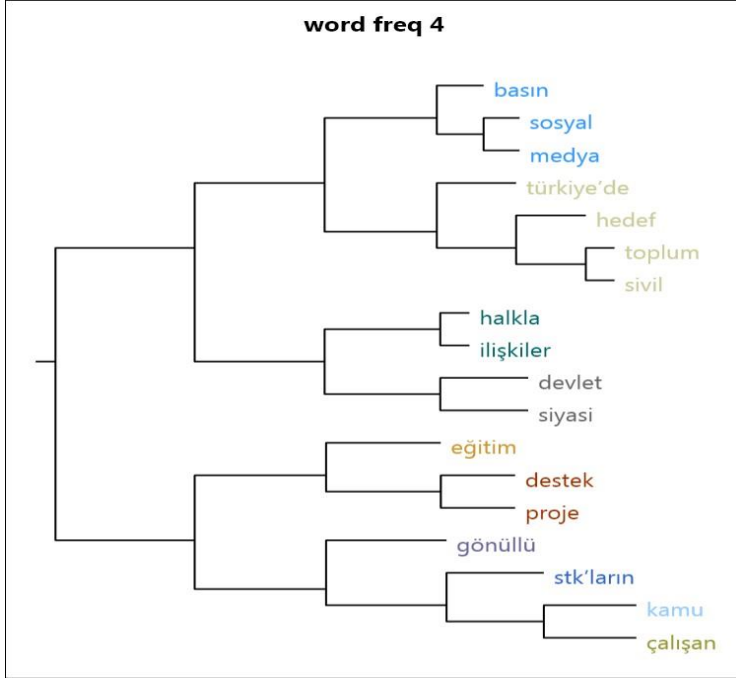 word freq 4
basın
sosyal
medya
türkiye'de
hedef
toplum
sivil
halkla
ilişkiler
devlet
siyasi
eğitim
destek
proje
gönüllü
stk'ların
kamu
çalışan